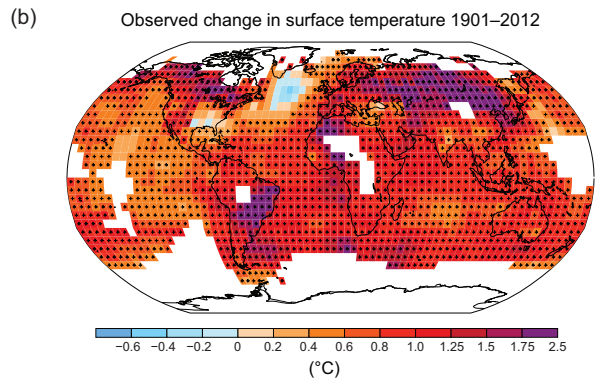 (b)
Observed change in surface temperature 1901–2012
−0.6 −0.4 −0.2 0 0.2 0.4 0.6 0.8 1.0 1.25 1.5 1.75 2.5
(°C)